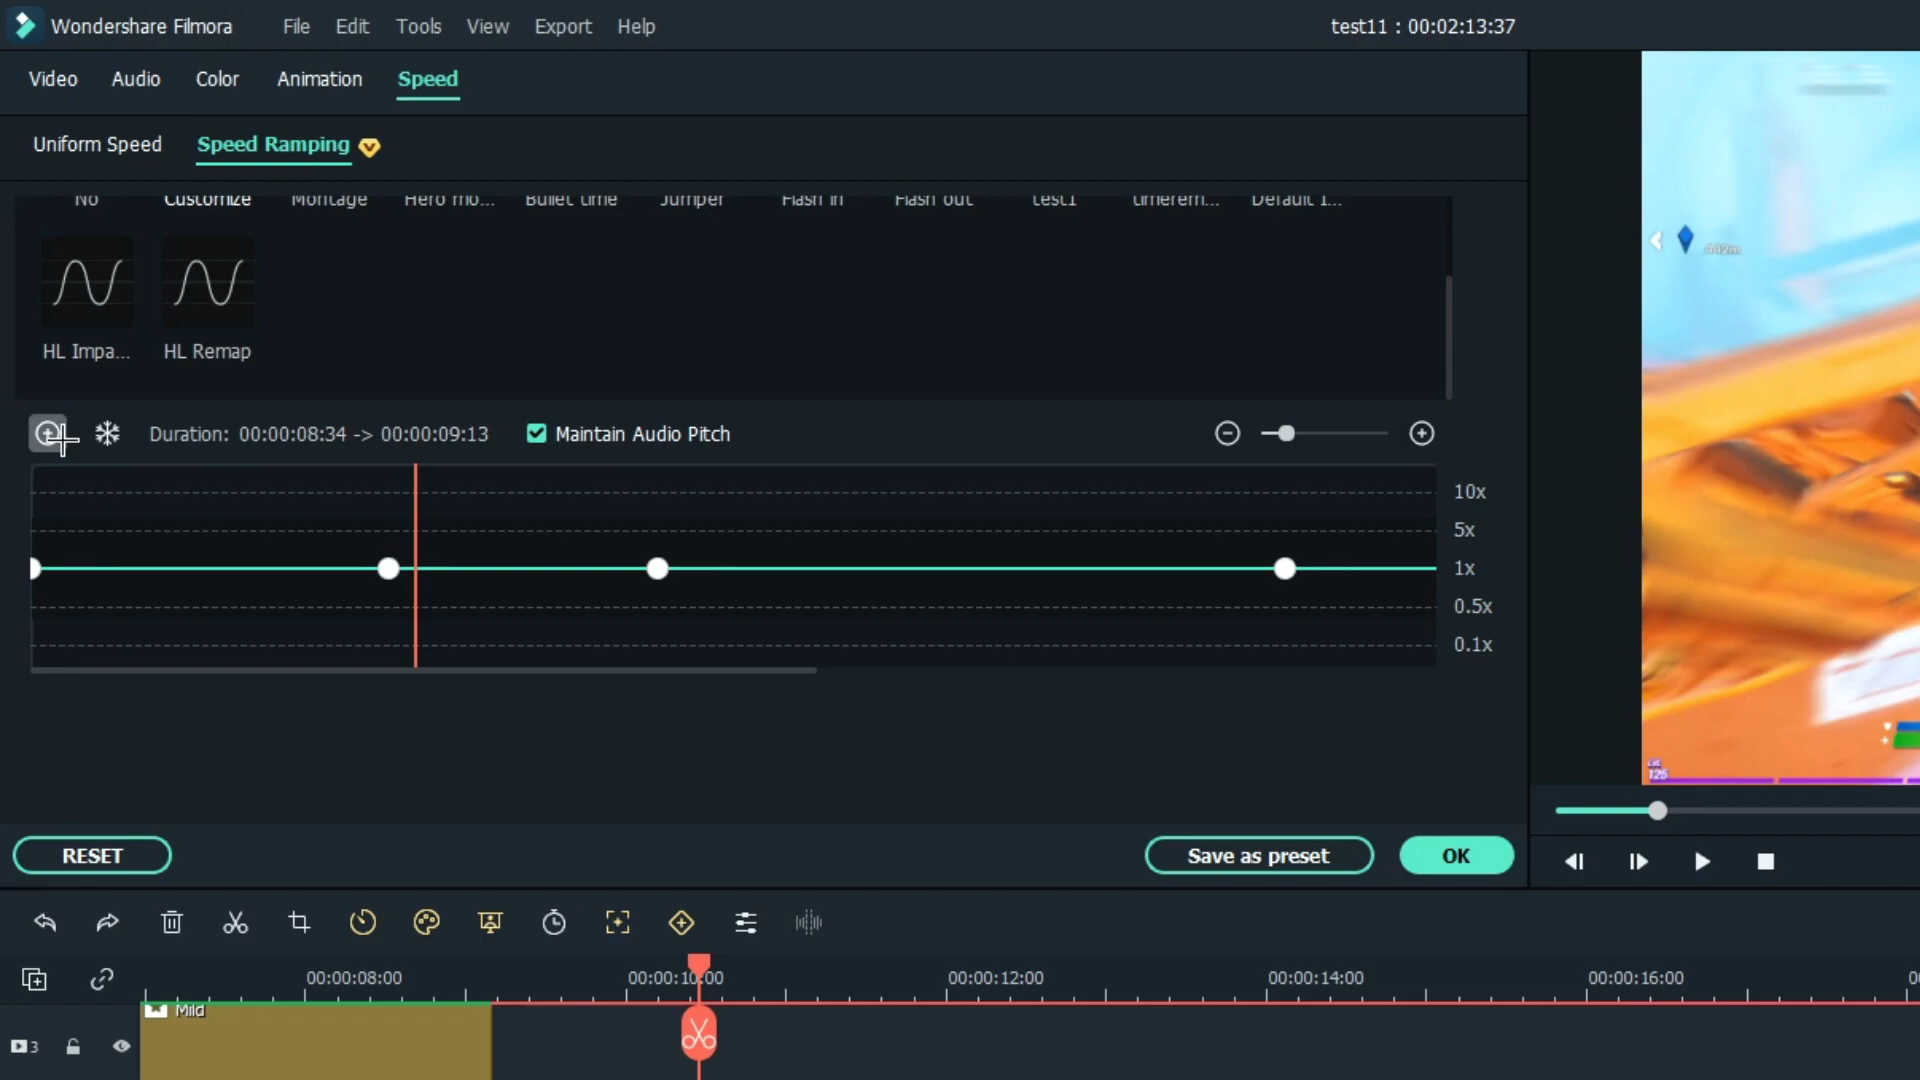 Wondershare Filmora
File Edit Tools View Export Help
test11 : 00:02:13:37
Video Audio Color Animation Speed
Uniform Speed Speed Ramping
No Customize Montage Hero mo... Bullet time Jumper Flash in Flash out test1 timerem... Default 1...
442m
HL Impa... HL Remap
Duration: 00:00:08:34 -> 00:00:09:13 Maintain Audio Pitch
10x
5x
1x
0.5x
0.1x
125
RESET Save as preset OK
00:00:08:00 00:00:10:00 00:00:12:00 00:00:14:00 00:00:16:00
Mild
3